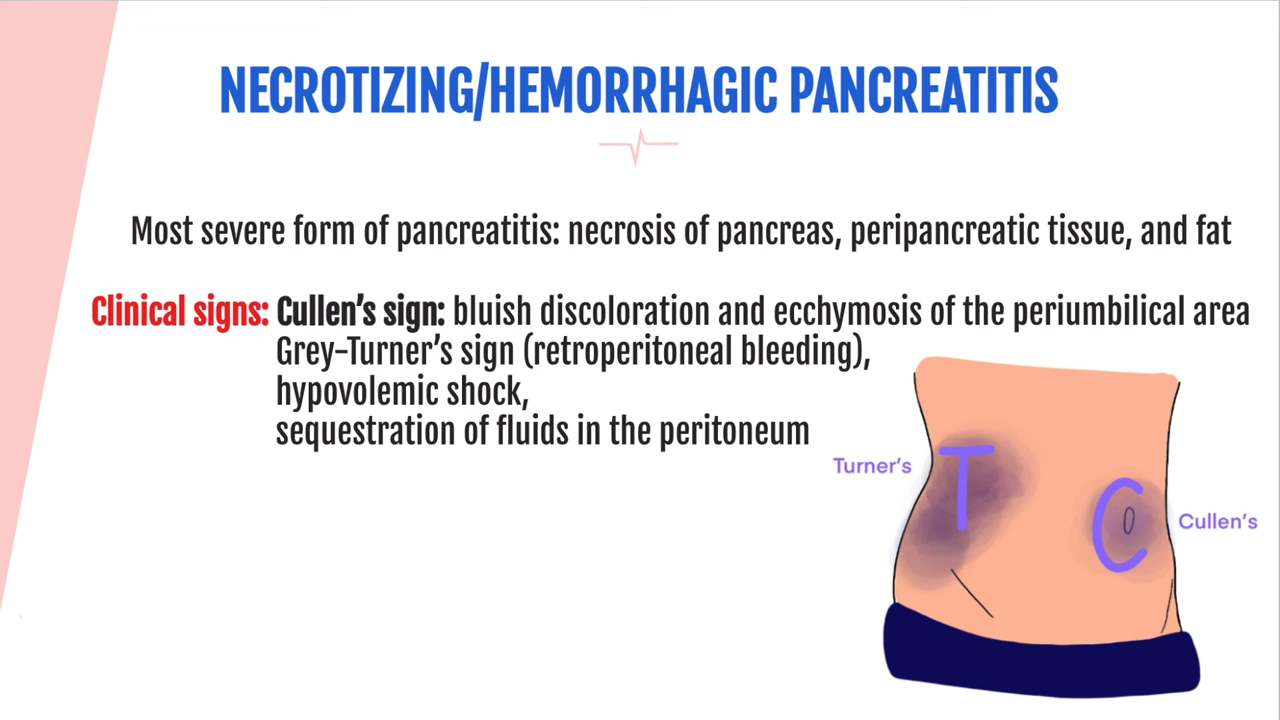 NECROTIZING/HEMORRHAGIC PANCREATITIS
Most severe form of pancreatitis: necrosis of pancreas, peripancreatic tissue, and fat
Clinical signs: Cullen’s sign: bluish discoloration and ecchymosis of the periumbilical area
Grey-Turner’s sign (retroperitoneal bleeding),
hypovolemic shock,
sequestration of fluids in the peritoneum
Turner’s
T
C
Cullen’s